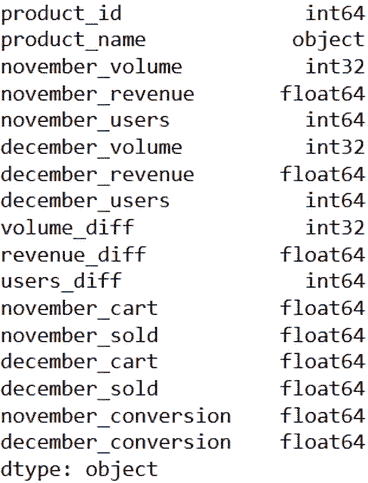 product_id int64
product_name object
november_volume int32
november_revenue float64
november_users int64
december_volume int32
december_revenue float64
december_users int64
volume_diff int32
revenue_diff float64
users_diff int64
november_cart float64
november_sold float64
december_cart float64
december_sold float64
november_conversion float64
december_conversion float64
dtype: object